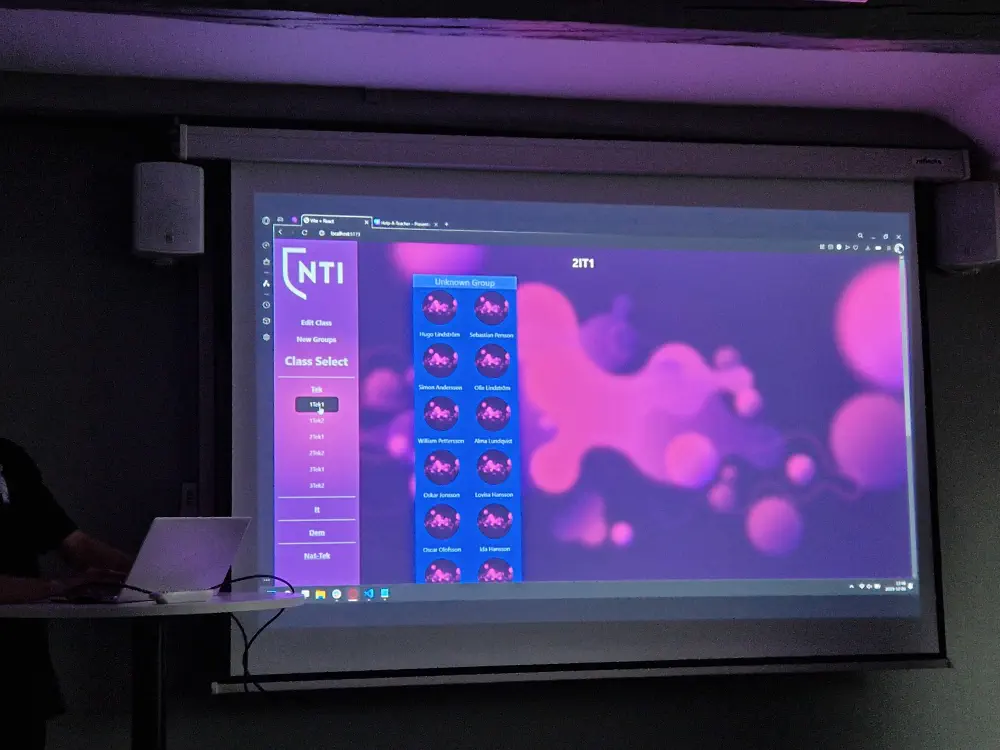 Vite + React
Help A Teacher - Present
localhost:5173
NTI
2IT1
Edit Class
New Groups
Class Select
Tek
1Tek1
1Tek2
2Tek1
2Tek2
3Tek1
3Tek2
It
Dem
Nat-Tek
Unknown Group
Hugo Lindström
Sebastian Persson
Simon Andersson
Olle Lindström
William Pettersson
Alma Lundqvist
Oskar Jonsson
Lovisa Hansson
Oscar Olofsson
Ida Hansson